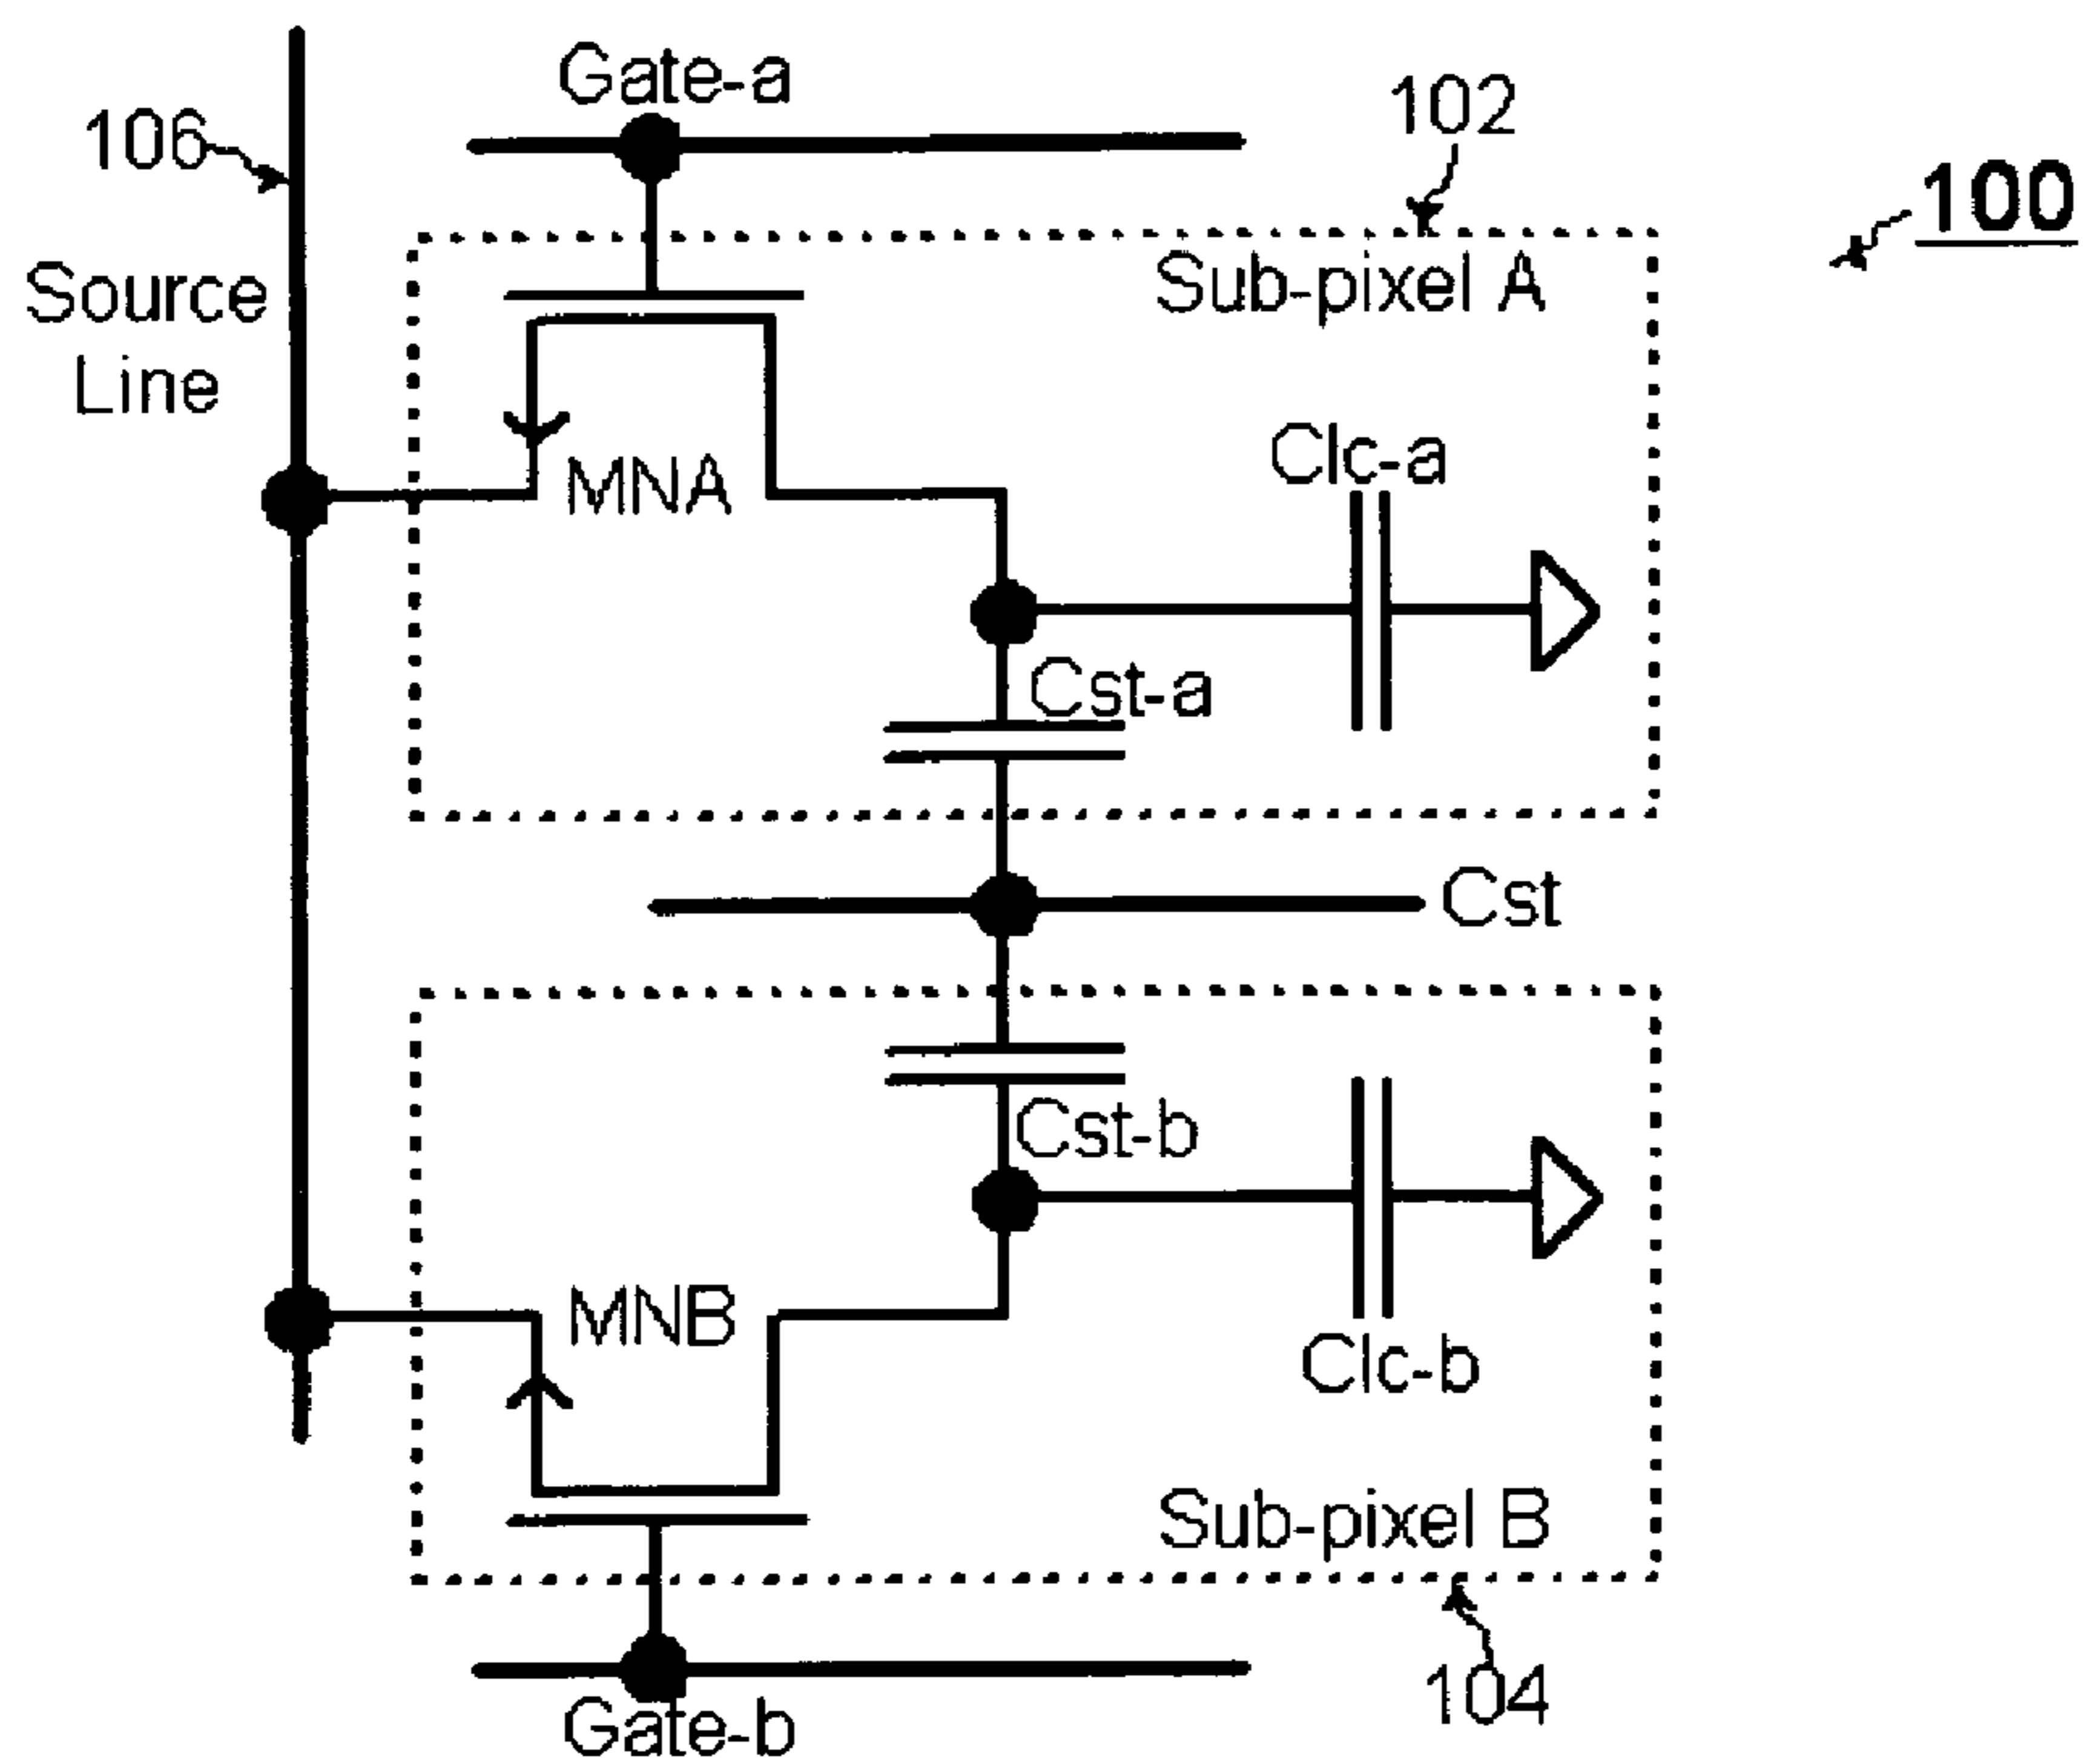 Gate-a
102
106
100
Source
Line
Sub-pixel A
Clc-a
MNA
Cst-a
Cst
Cst-b
MNB
Clc-b
Sub-pixel B
104
Gate-b